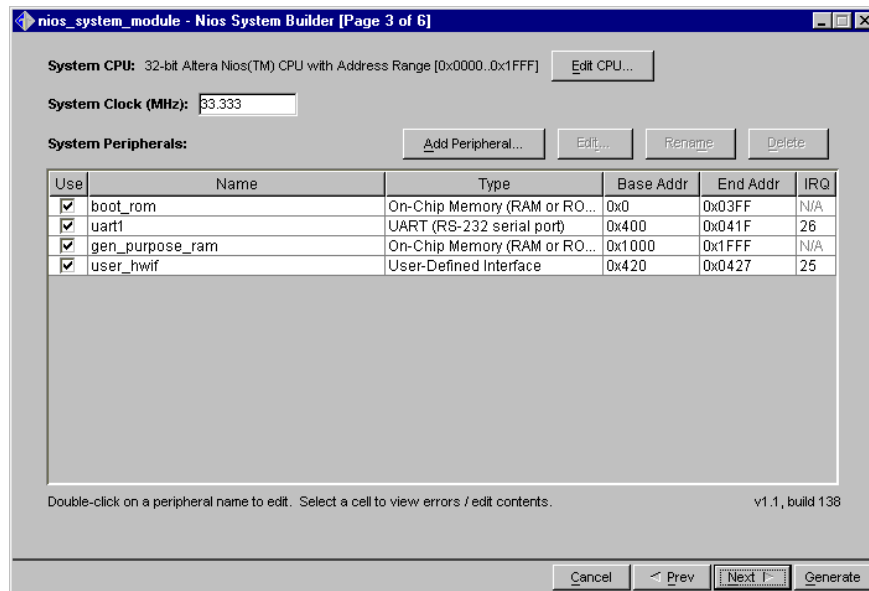 nios_system_module - Nios System Builder [Page 3 of 6]
System CPU: 32-bit Altera Nios(TM) CPU with Address Range [0x0000..0x1FFF] Edit CPU...
System Clock (MHz): 33.333
System Peripherals: Add Peripheral... Edit... Rename Delete
Use Name Type Base Addr End Addr IRQ
boot_rom On-Chip Memory (RAM or RO... 0x0 0x03FF N/A
uart1 UART (RS-232 serial port) 0x400 0x041F 26
gen_purpose_ram On-Chip Memory (RAM or RO... 0x1000 0x1FFF N/A
user_hwif User-Defined Interface 0x420 0x0427 25
Double-click on a peripheral name to edit. Select a cell to view errors / edit contents. v1.1, build 138
Cancel Prev Next Generate